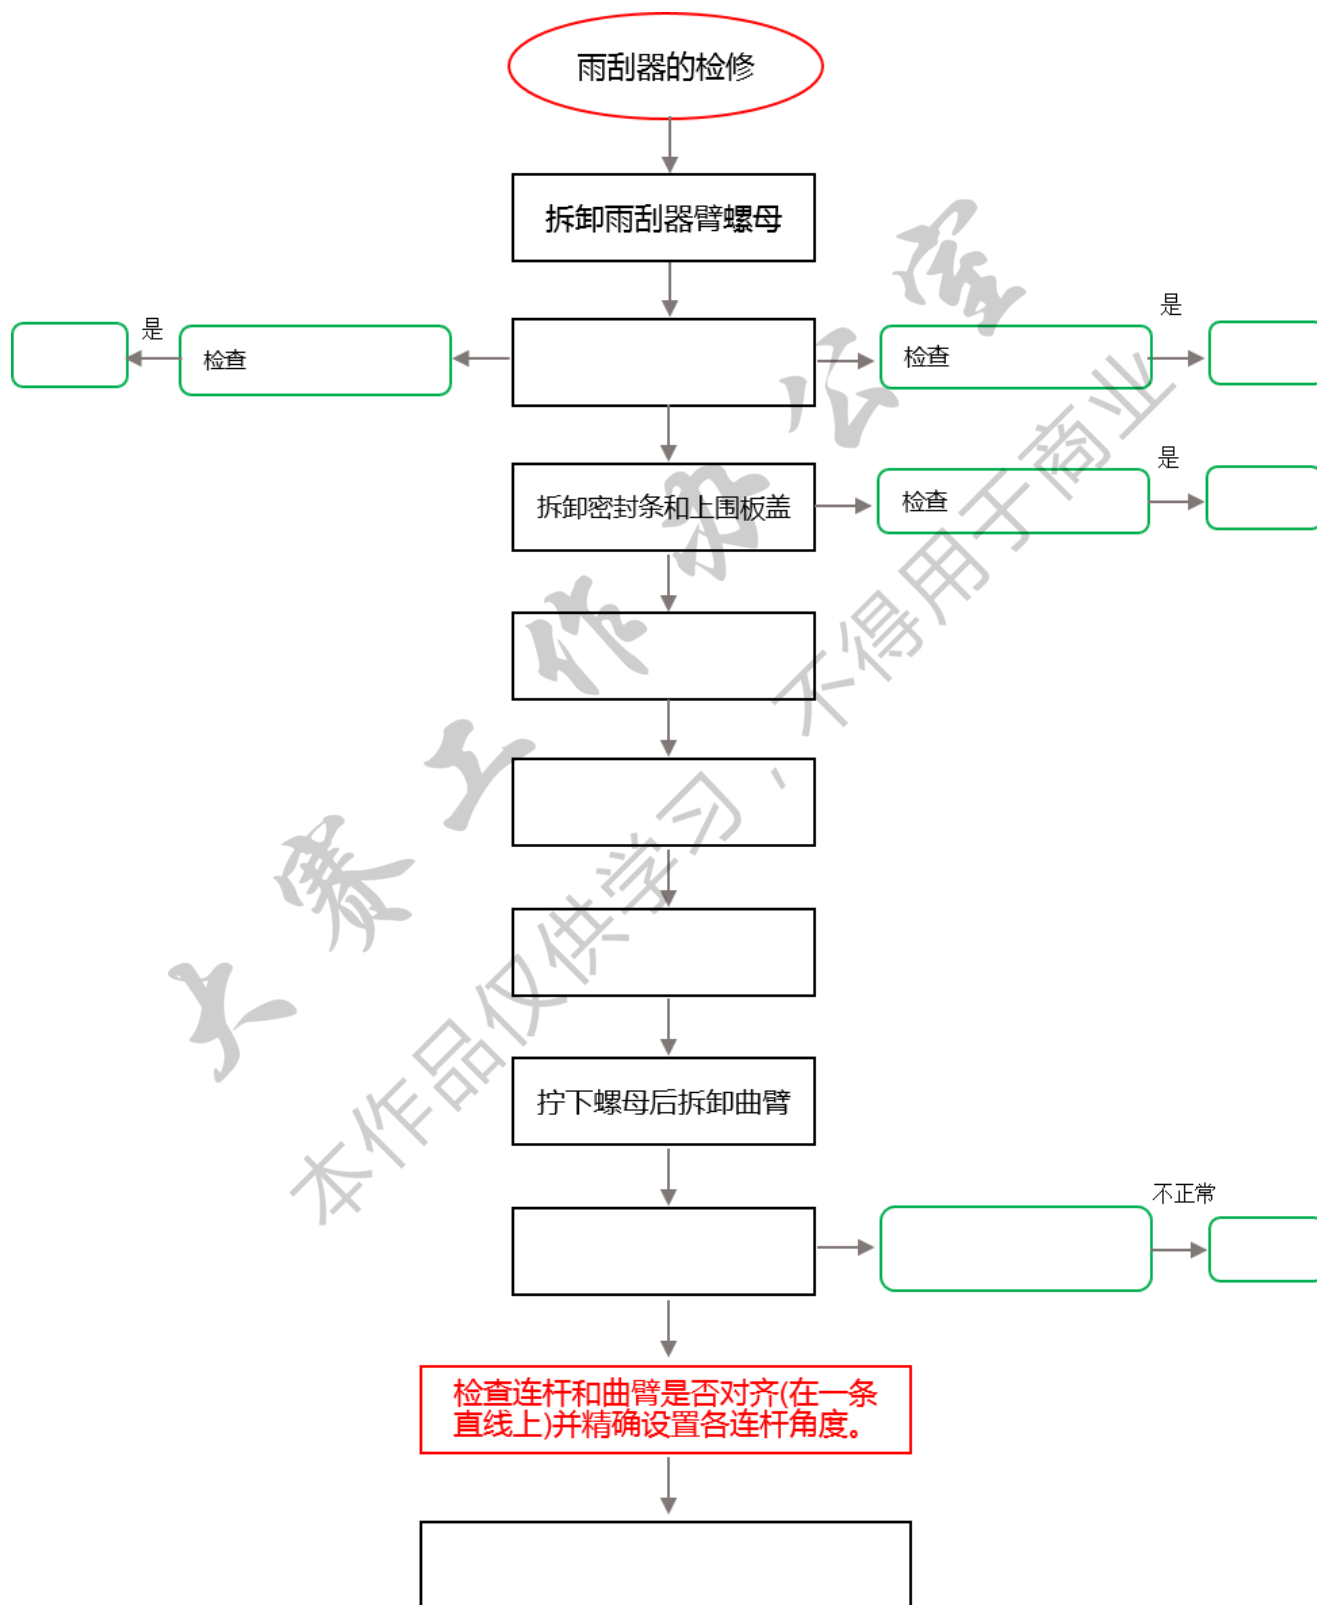 雨刮器的检修
拆卸雨刮器臂螺母
是
检查
检查
是
拆卸密封条和上围板盖
检查
是
拧下螺母后拆卸曲臂
不正常
检查连杆和曲臂是否对齐(在一条
直线上)并精确设置各连杆角度。
大赛工作办公室
本作品仅供学习，不得用于商业